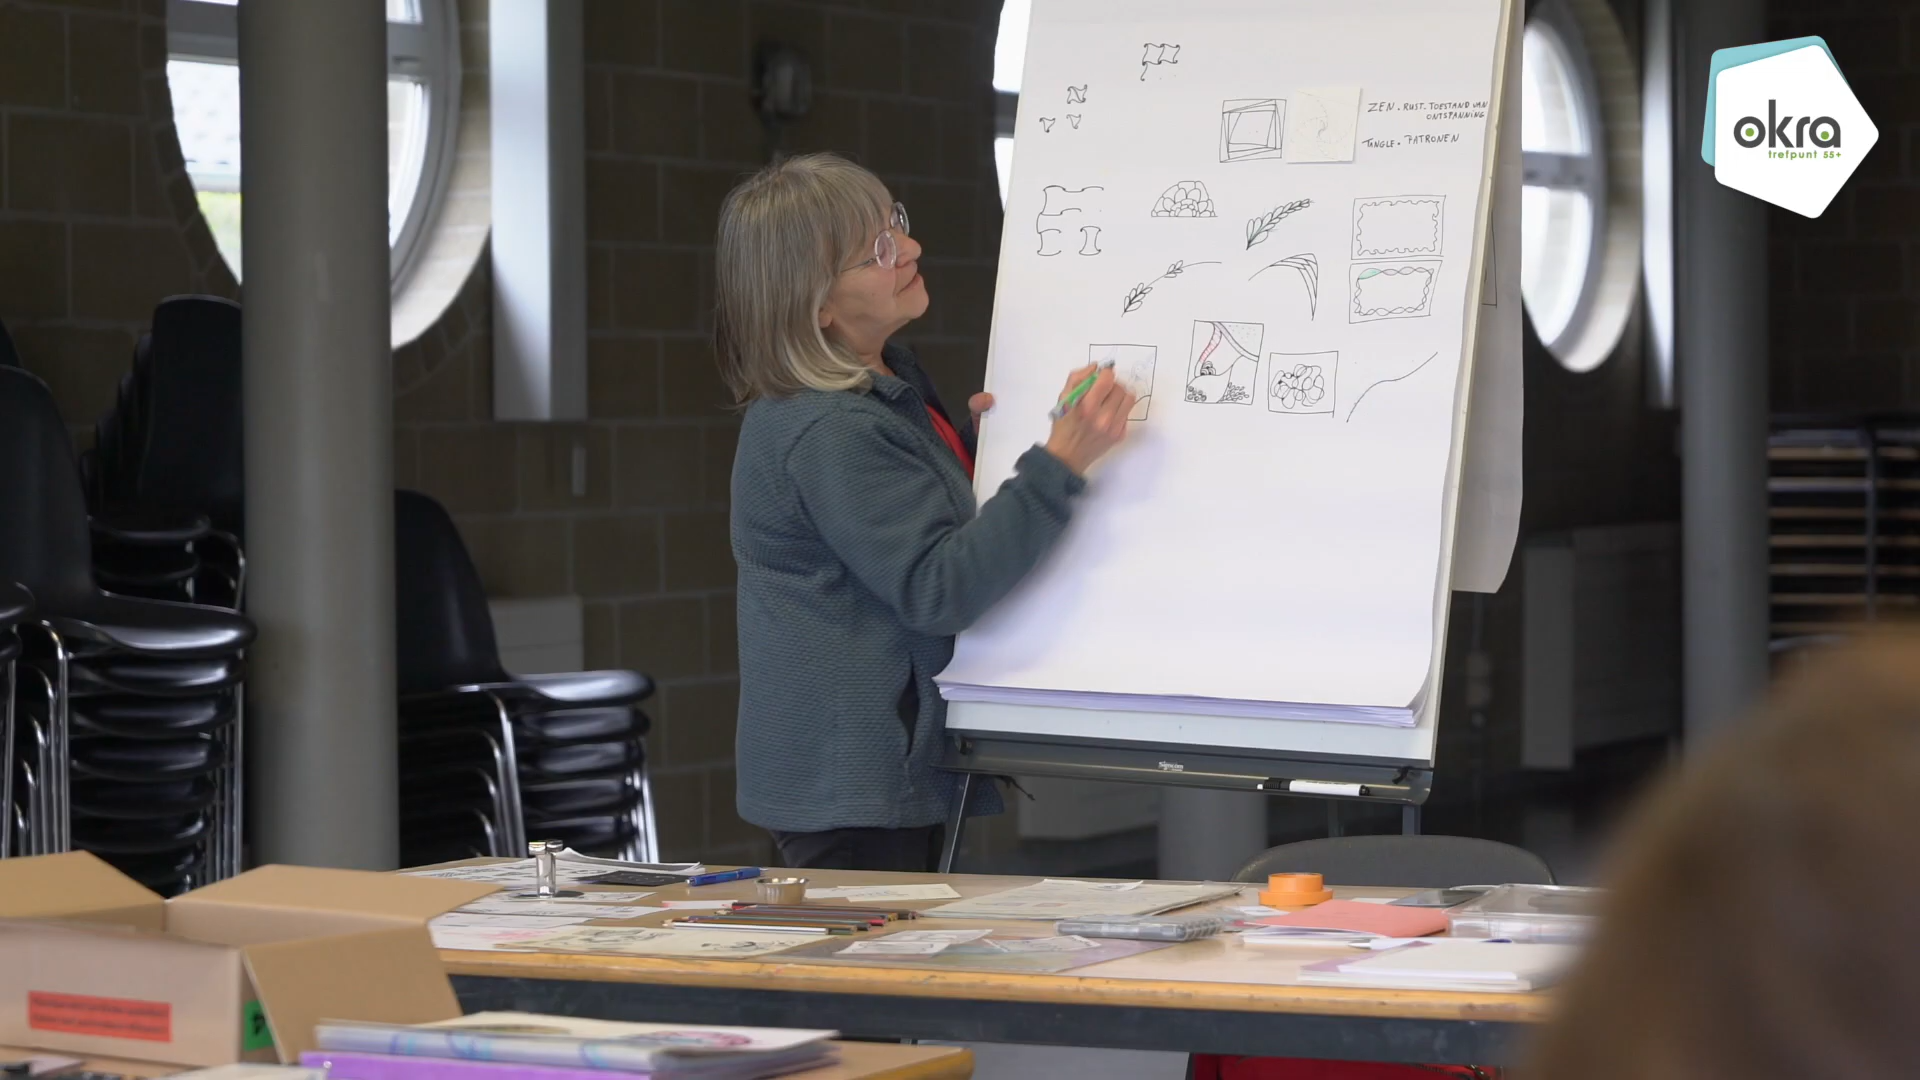 okra
trefpunt 55+
ZEN - RUST. TOESTAND VAN
ONTSPANNING
TANGLE - PATRONEN